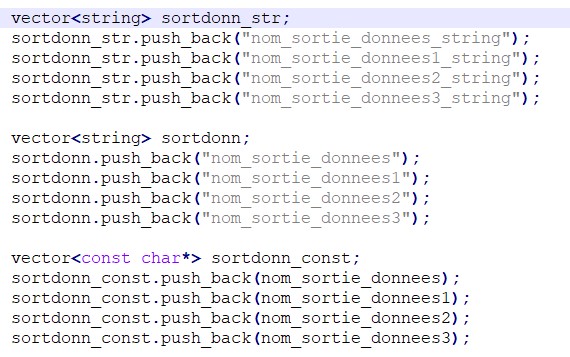 vector<string> sortdonn_str;
sortdonn_str.push_back("nom_sortie_donnees_string");
sortdonn_str.push_back("nom_sortie_donnees1_string");
sortdonn_str.push_back("nom_sortie_donnees2_string");
sortdonn_str.push_back("nom_sortie_donnees3_string");
vector<string> sortdonn;
sortdonn.push_back("nom_sortie_donnees");
sortdonn.push_back("nom_sortie_donnees1");
sortdonn.push_back("nom_sortie_donnees2");
sortdonn.push_back("nom_sortie_donnees3");
vector<const char*> sortdonn_const;
sortdonn_const.push_back(nom_sortie_donnees);
sortdonn_const.push_back(nom_sortie_donnees1);
sortdonn_const.push_back(nom_sortie_donnees2);
sortdonn_const.push_back(nom_sortie_donnees3);